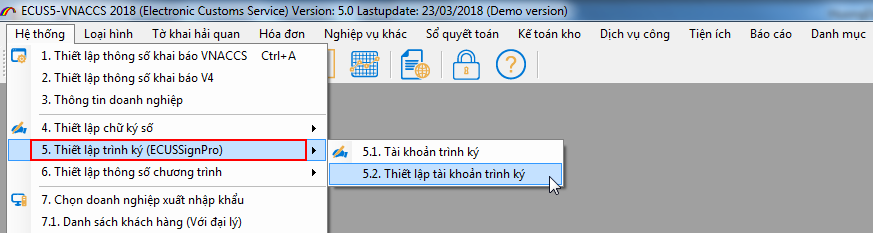 ECUS5-VNACCS 2018 (Electronic Customs Service) Version: 5.0 Lastupdate: 23/03/2018 (Demo version)
Hệ thống Loại hình Tờ khai hải quan Hóa đơn Nghiệp vụ khác Sổ quyết toán Kế toán kho Dịch vụ công Tiện ích Báo cáo Danh mục
1. Thiết lập thông số khai báo VNACCS Ctrl+A
2. Thiết lập thông số khai báo V4
3. Thông tin doanh nghiệp
4. Thiết lập chữ ký số
5. Thiết lập trình ký (ECUSSignPro)
5.1. Tài khoản trình ký
6. Thiết lập thông số chương trình
5.2. Thiết lập tài khoản trình ký
7. Chọn doanh nghiệp xuất nhập khẩu
7.1. Danh sách khách hàng (Với đại lý)